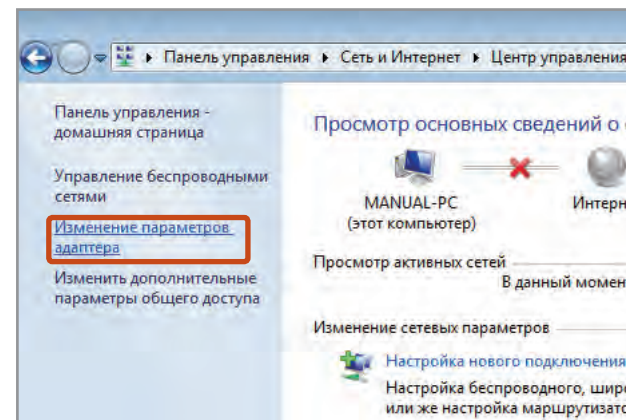 Панель управления ▸ Сеть и Интернет ▸ Центр управления
Панель управления -
домашняя страница
Управление беспроводными
сетями
Изменение параметров
адаптера
Изменить дополнительные
параметры общего доступа
Просмотр основных сведений о
MANUAL-PC
(этот компьютер)
Интерн
Просмотр активных сетей
В данный момен
Изменение сетевых параметров
Настройка нового подключения
Настройка беспроводного, широ
или же настройка маршрутизато